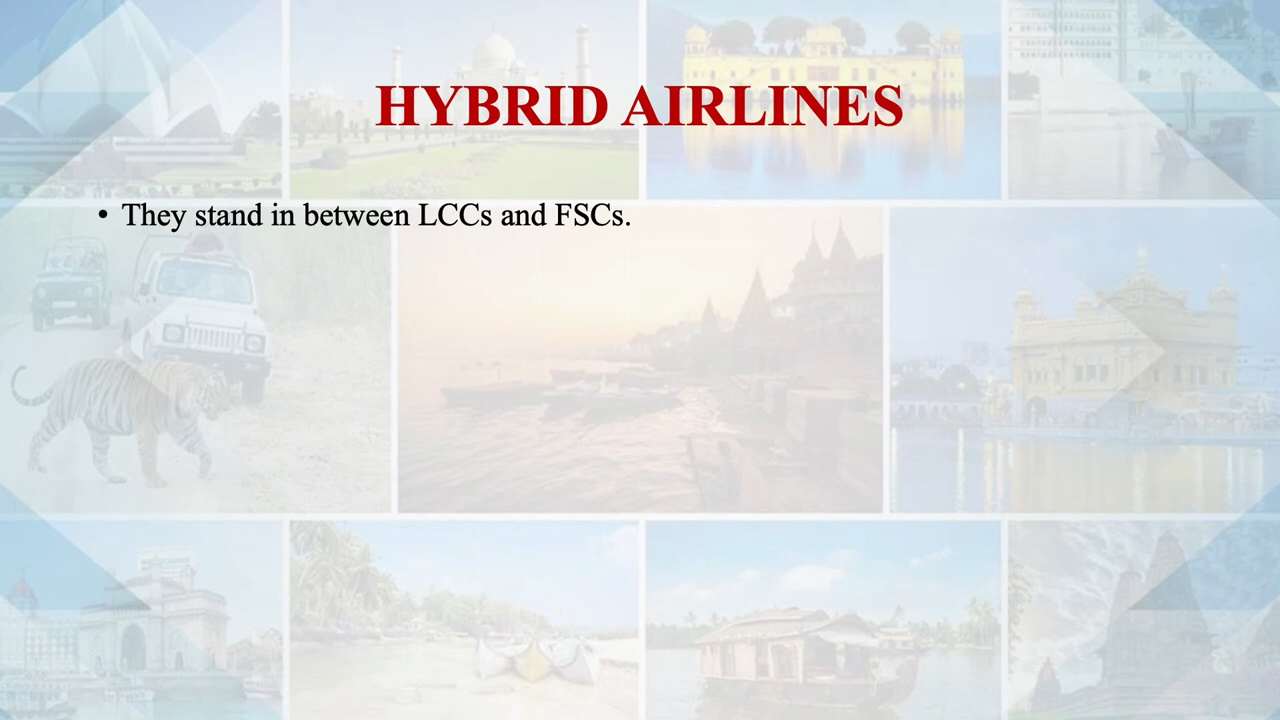 HYBRID AIRLINES
• They stand in between LCCs and FSCs.